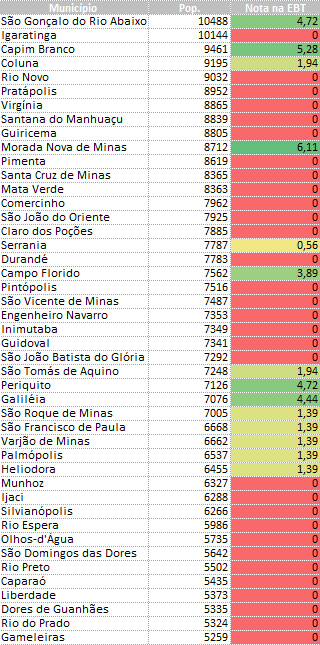 Município Pop. Nota na EBT
São Gonçalo do Rio Abaixo 10488 4,72
Igaratinga 10144 0
Capim Branco 9461 5,28
Coluna 9195 1,94
Rio Novo 9032 0
Pratápolis 8952 0
Virgínia 8865 0
Santana do Manhuaçu 8839 0
Guiricema 8805 0
Morada Nova de Minas 8712 6,11
Pimenta 8619 0
Santa Cruz de Minas 8365 0
Mata Verde 8363 0
Comercinho 7962 0
São João do Oriente 7925 0
Claro dos Poções 7885 0
Serrania 7787 0,56
Durandé 7783 0
Campo Florido 7562 3,89
Pintópolis 7516 0
São Vicente de Minas 7487 0
Engenheiro Navarro 7353 0
Inimutaba 7349 0
Guidoval 7341 0
São João Batista do Glória 7292 0
São Tomás de Aquino 7248 1,94
Periquito 7126 4,72
Galiléia 7076 4,44
São Roque de Minas 7005 1,39
São Francisco de Paula 6668 1,39
Varjão de Minas 6662 1,39
Palmópolis 6537 1,39
Heliodora 6455 1,39
Munhoz 6327 0
Ijaci 6288 0
Silvianópolis 6266 0
Rio Espera 5986 0
Olhos-d'Água 5735 0
São Domingos das Dores 5642 0
Rio Preto 5502 0
Caparaó 5435 0
Liberdade 5373 0
Dores de Guanhães 5335 0
Rio do Prado 5324 0
Gameleiras 5259 0